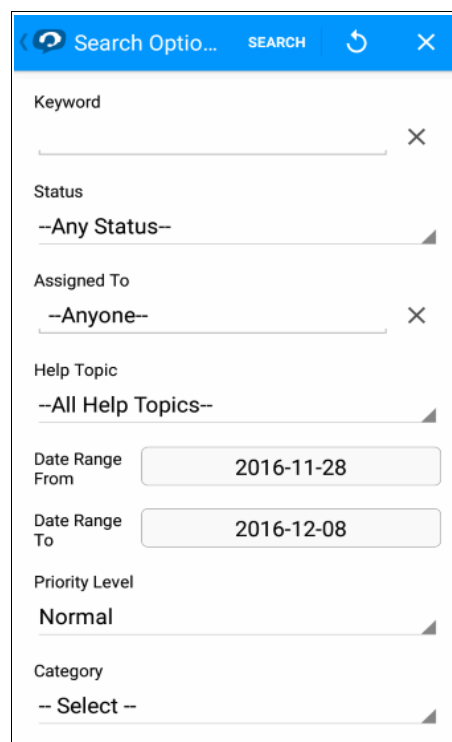 Search Optio... SEARCH
Keyword
Status
--Any Status--
Assigned To
--Anyone--
Help Topic
--All Help Topics--
Date Range
From
2016-11-28
Date Range
To
2016-12-08
Priority Level
Normal
Category
-- Select --